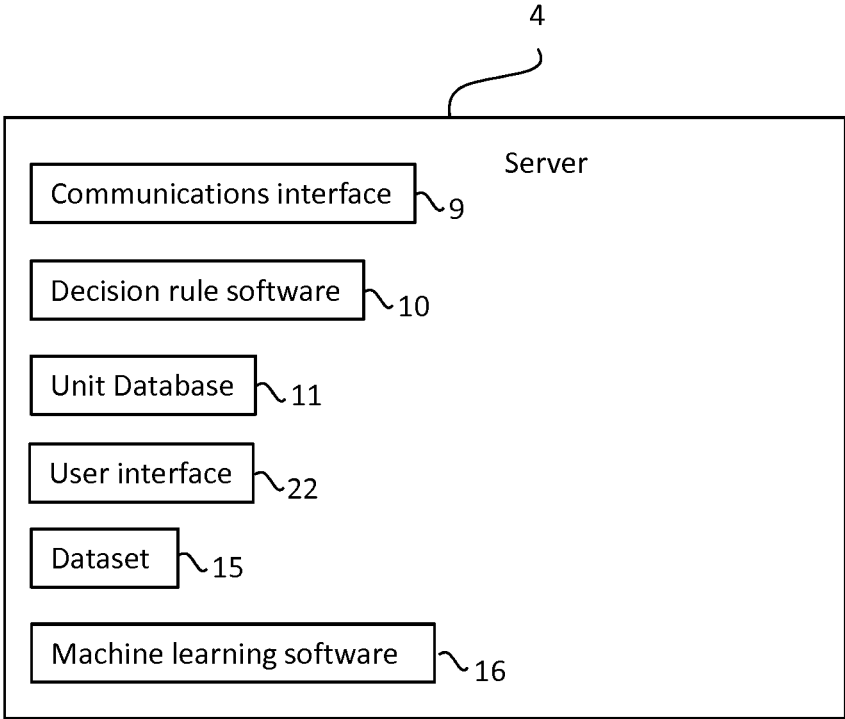 4
Server
Communications interface
9
Decision rule software
10
Unit Database
11
User interface
22
Dataset
15
Machine learning software
16